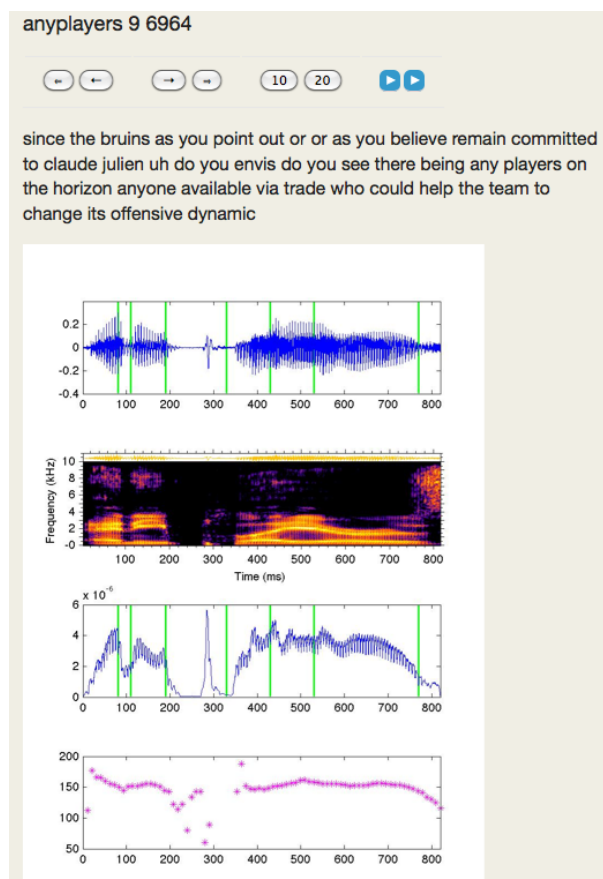 anyplayers 9 6964
⇐ ← → ⇒ 10 20
since the bruins as you point out or or as you believe remain committed
to claude julien uh do you envis do you see there being any players on
the horizon anyone available via trade who could help the team to
change its offensive dynamic
0.2
0
-0.2
-0.4
0 100 200 300 400 500 600 700 800
Frequency (kHz)
10
8
6
4
2
-0
100 200 300 400 500 600 700 800
Time (ms)
x 10⁻⁶
6
4
2
0
0 100 200 300 400 500 600 700 800
200
150
100
50
0 100 200 300 400 500 600 700 800